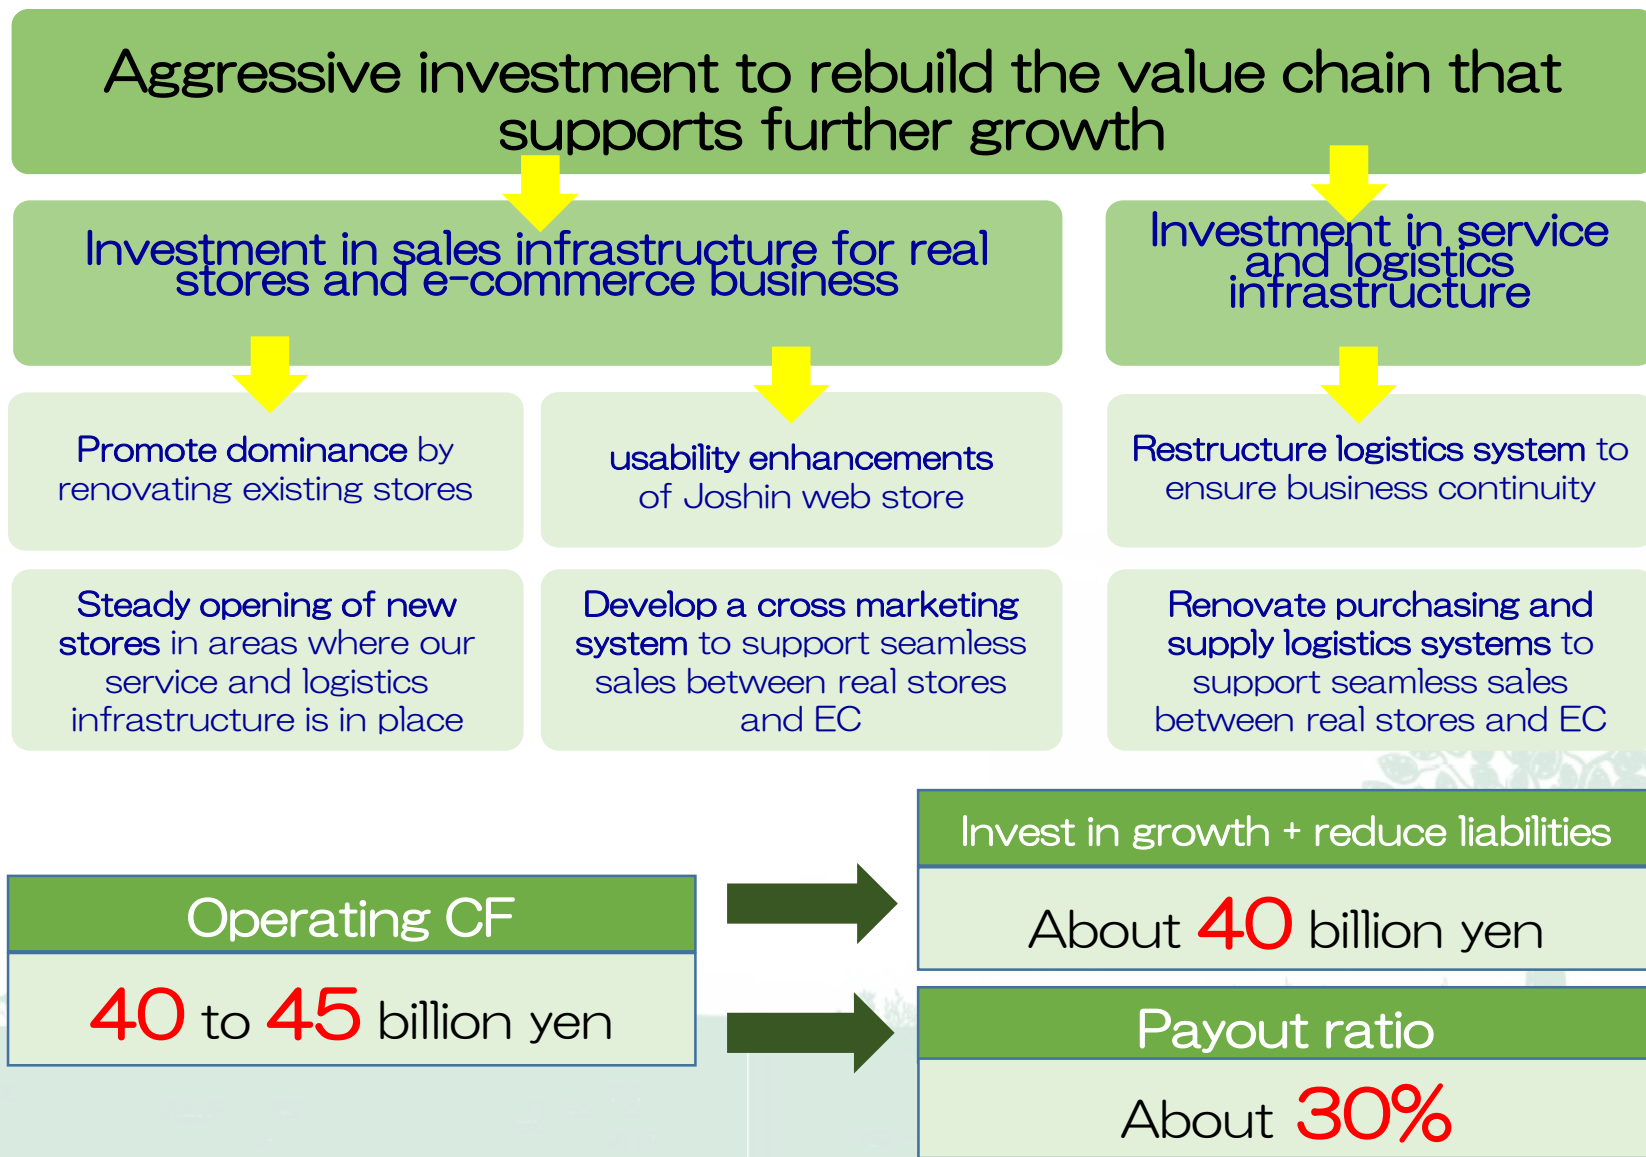 Aggressive investment to rebuild the value chain that
supports further growth
Investment in sales infrastructure for real
stores and e-commerce business
Investment in service
and logistics
infrastructure
Promote dominance by
renovating existing stores
usability enhancements
of Joshin web store
Restructure logistics system to
ensure business continuity
Steady opening of new
stores in areas where our
service and logistics
infrastructure is in place
Develop a cross marketing
system to support seamless
sales between real stores
and EC
Renovate purchasing and
supply logistics systems to
support seamless sales
between real stores and EC
Operating CF
40 to 45 billion yen
Invest in growth + reduce liabilities
About 40 billion yen
Payout ratio
About 30%